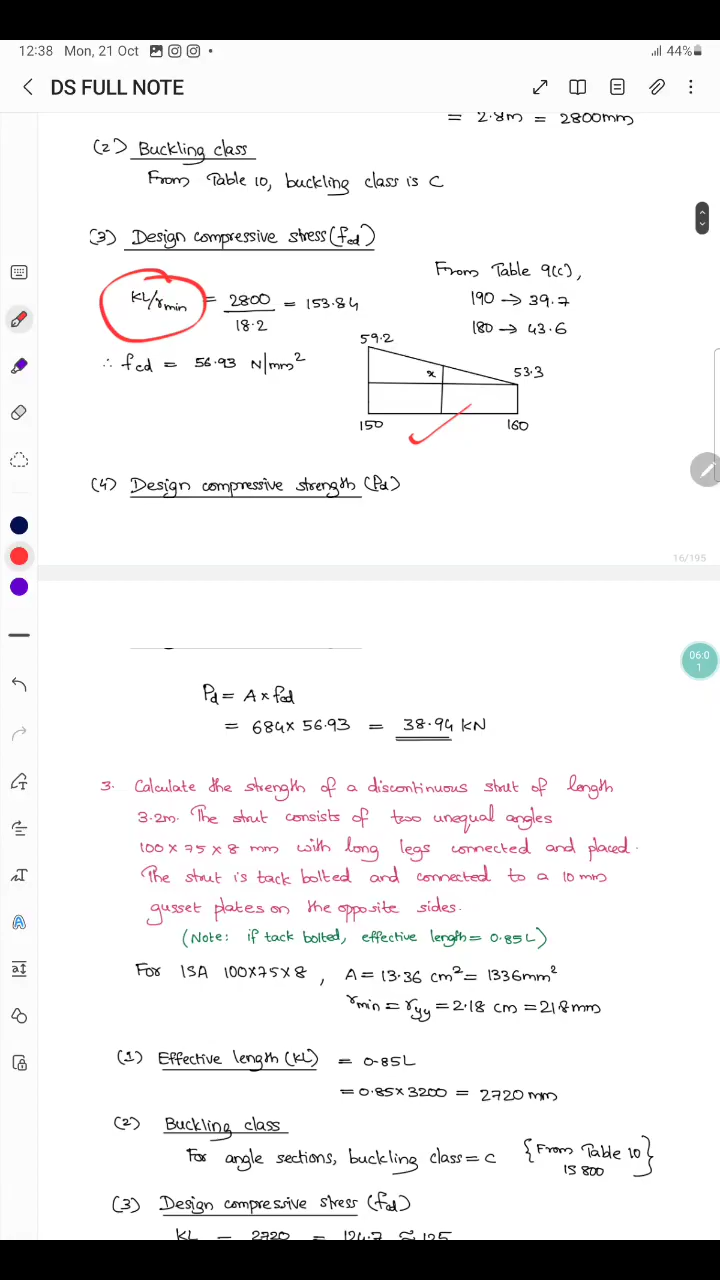 12:38 Mon, 21 Oct
44%
DS FULL NOTE
= 2.8m = 2800mm
(2) Buckling class
From Table 10, buckling class is C
(3) Design compressive stress (fcd)
KL/rmin = 2800/18.2 = 153.84
∴ fcd = 56.93 N/mm²
From Table 9(c),
190 → 39.7
180 → 43.6
59.2
x
53.3
150
160
(4) Design compressive strength (Pd)
16/195
06:0
1
Pd = A × fcd
= 684 × 56.93 = 38.94 KN
3. Calculate the strength of a discontinuous strut of length
3.2m. The strut consists of two unequal angles
100 × 75 × 8 mm with long legs connected and placed.
The strut is tack bolted and connected to a 10 mm
gusset plates on the opposite sides.
(Note: if tack bolted, effective length = 0.85L)
For ISA 100×75×8, A = 13.36 cm² = 1336mm²
rmin = ryy = 2.18 cm = 21.8mm
(1) Effective length (KL) = 0.85L
= 0.85×3200 = 2720 mm
(2) Buckling class
For angle sections, buckling class = C {From Table 10
IS 800}
(3) Design compressive stress (fcd)
KL = 2720 = 124.7 ≈ 125